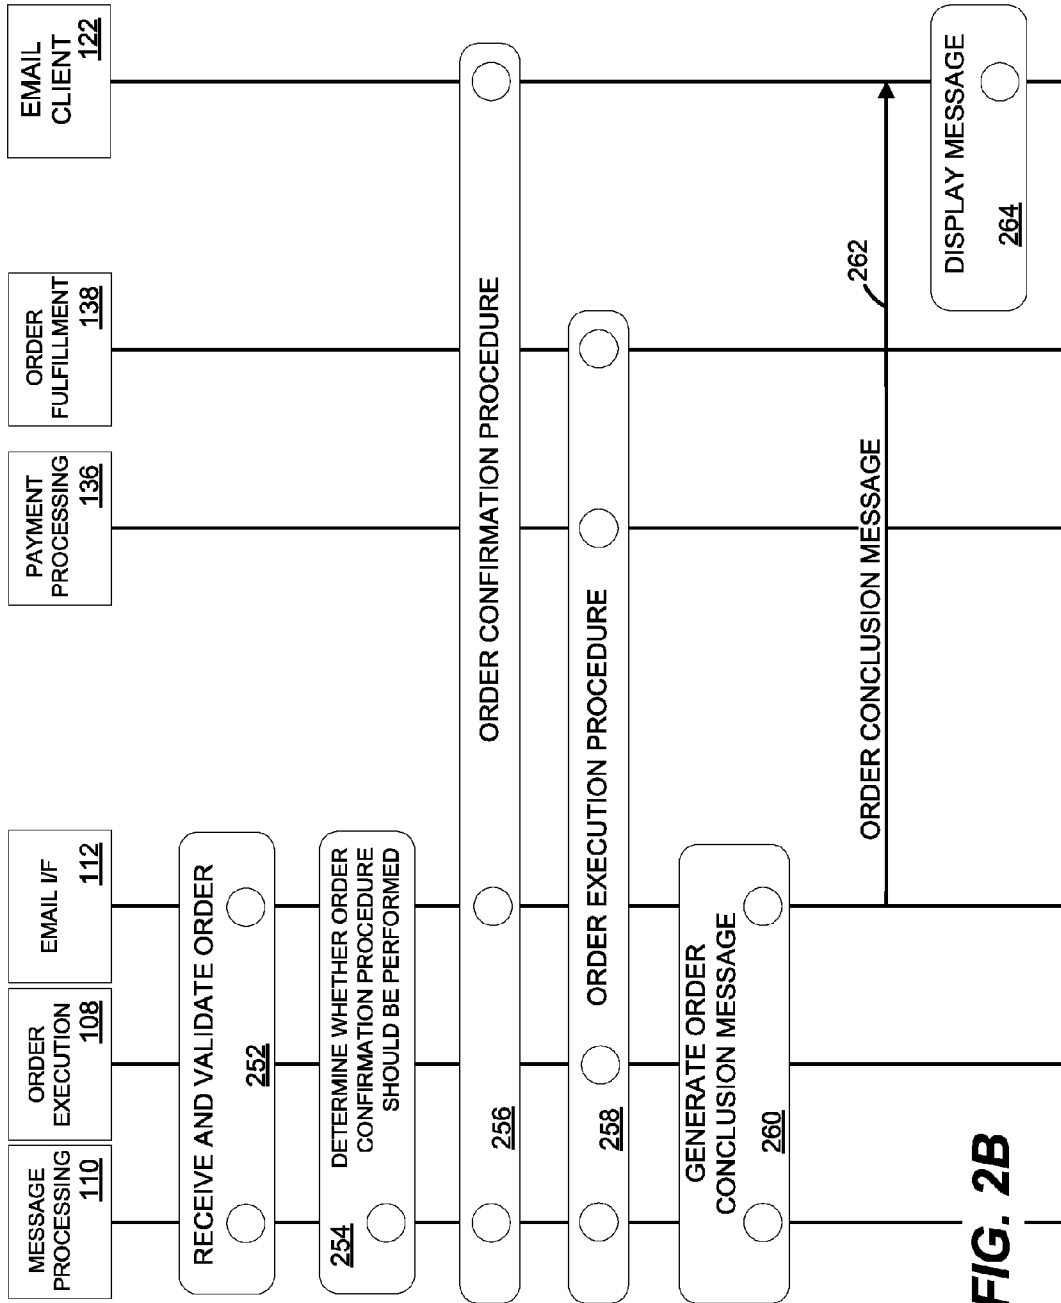 MESSAGE
PROCESSING
110
ORDER
EXECUTION
108
EMAIL I/F
112
PAYMENT
PROCESSING
136
ORDER
FULFILLMENT
138
EMAIL
CLIENT
122
RECEIVE AND VALIDATE ORDER
252
254
DETERMINE WHETHER ORDER
CONFIRMATION PROCEDURE
SHOULD BE PERFORMED
256
ORDER CONFIRMATION PROCEDURE
258
ORDER EXECUTION PROCEDURE
GENERATE ORDER
CONCLUSION MESSAGE
260
ORDER CONCLUSION MESSAGE
262
DISPLAY MESSAGE
264
FIG. 2B